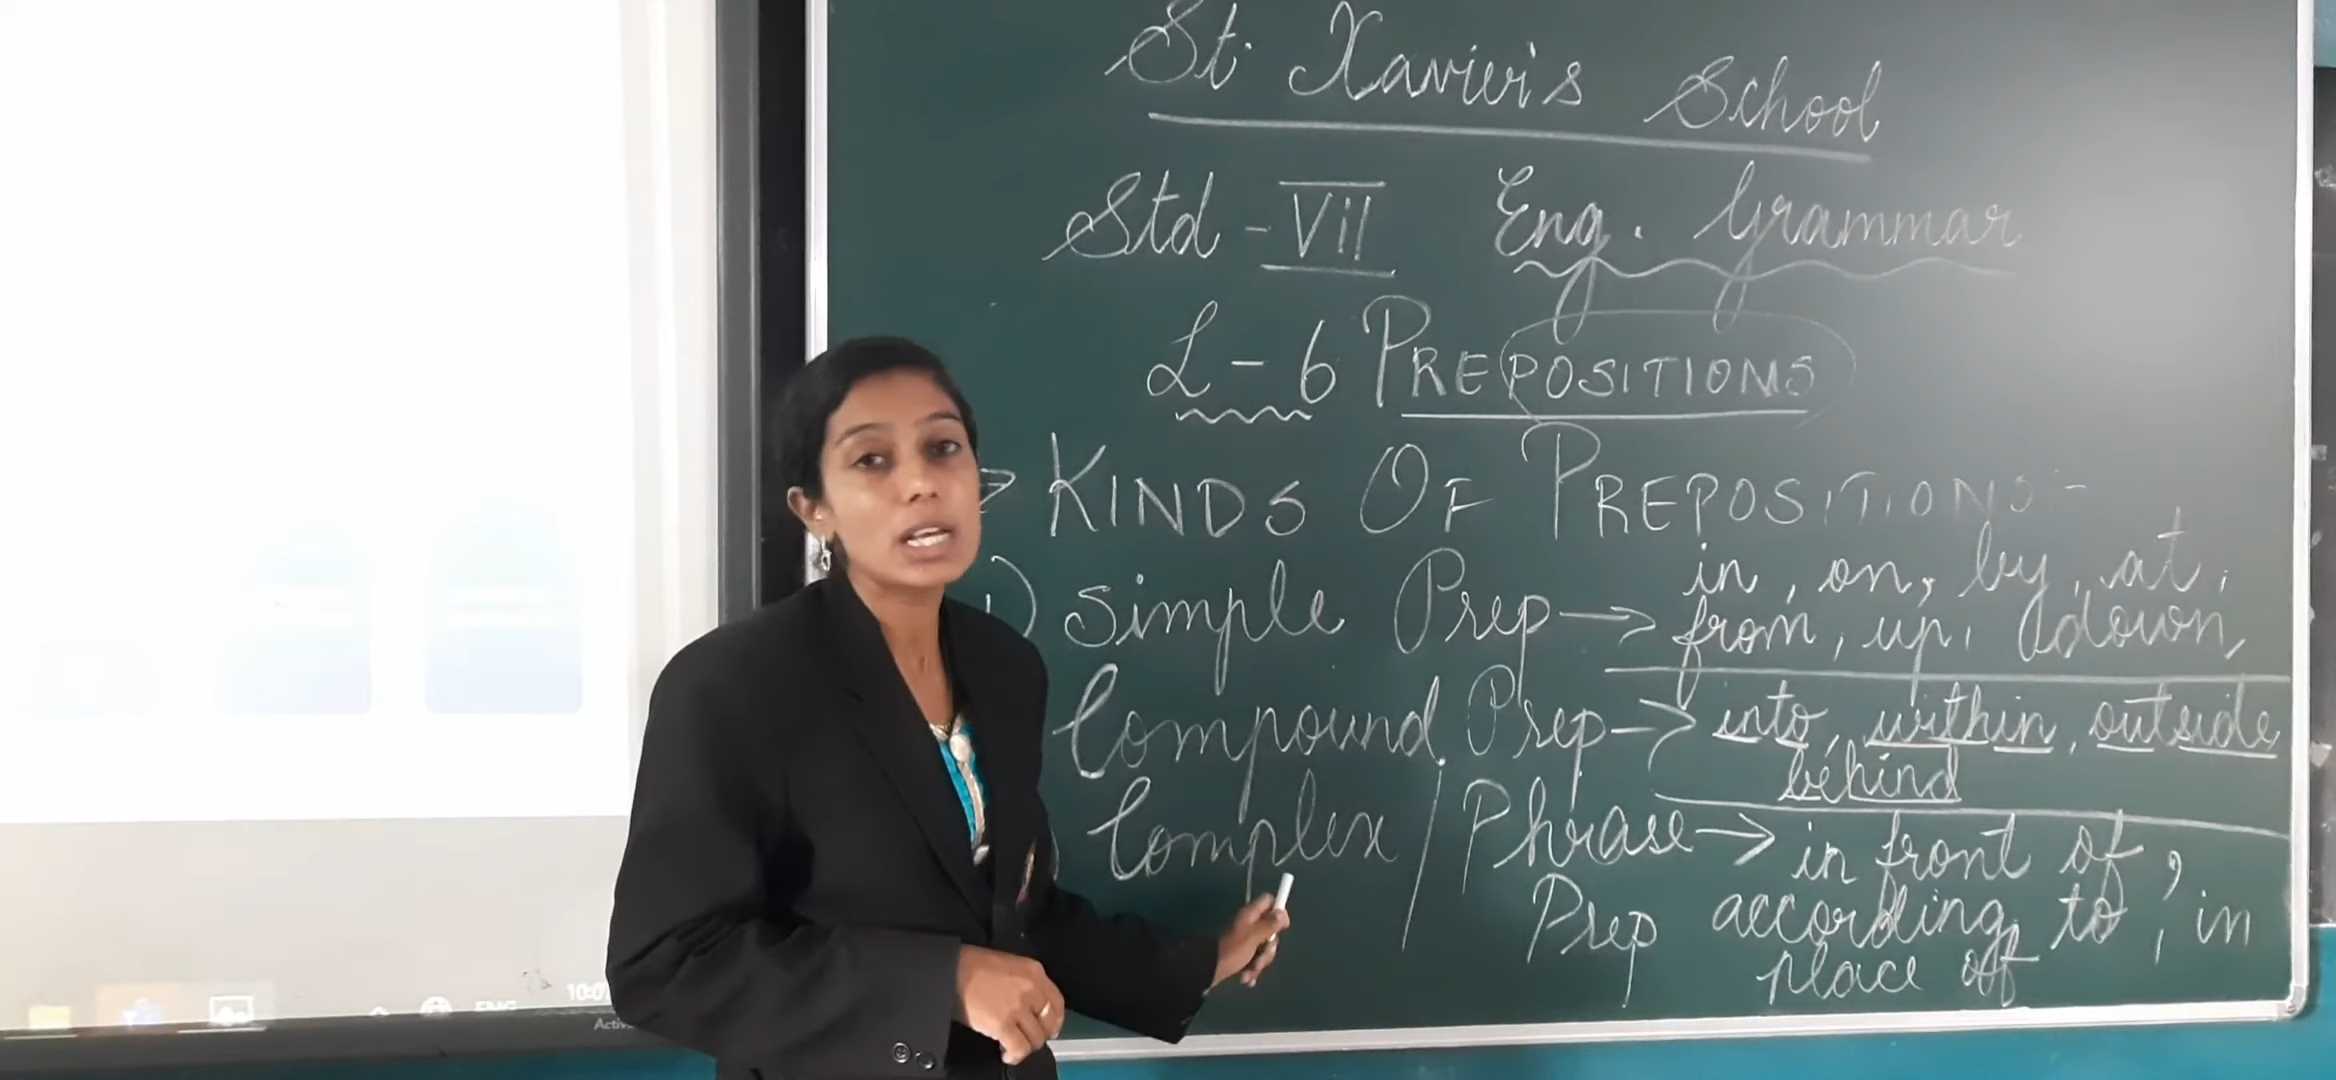 St. Xavier's School
Std - VII Eng. Grammar
L - 6 PREPOSITIONS
KINDS OF PREPOSITIONS -
1) Simple Prep → in, on, by, at,
from, up, down
Compound Prep → into, within, outside
behind
Complex / Phrase → in front of,
Prep according to, in
place of
ENG